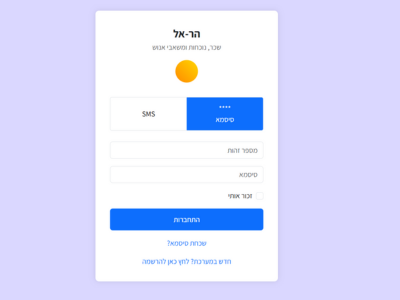 הר-אל
שכר, נוכחות ומשאבי אנוש
****
סיסמא
SMS
מספר זהות
סיסמא
זכור אותי
התחברות
שכחת סיסמא?
חדש במערכת? לחץ כאן להרשמה